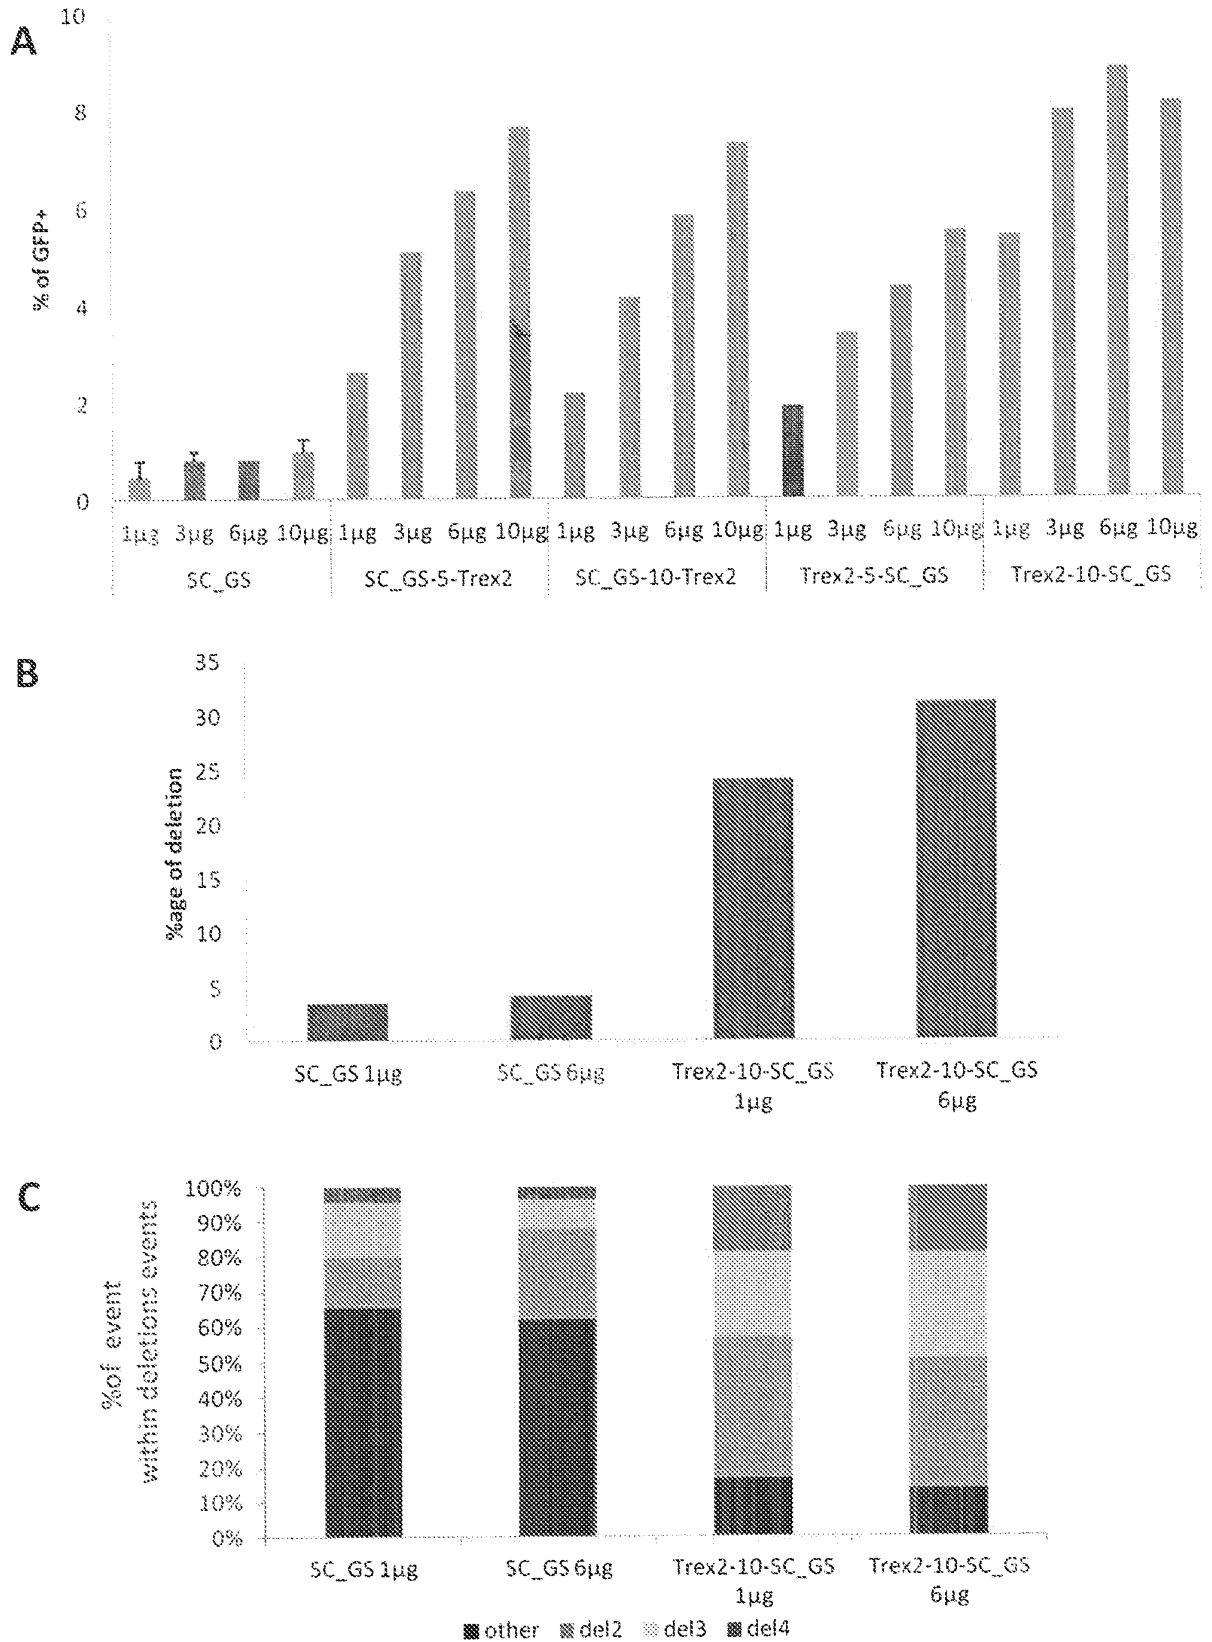 A
10
8
6
4
2
0
% of GFP+
1µg 3µg 6µg 10µg 1µg 3µg 6µg 10µg 1µg 3µg 6µg 10µg 1µg 3µg 6µg 10µg 1µg 3µg 6µg 10µg
SC_GS SC_GS-5-Trex2 SC_GS-10-Trex2 Trex2-5-SC_GS Trex2-10-SC_GS
B
35
30
25
20
15
10
5
0
%age of deletion
SC_GS 1µg SC_GS 6µg Trex2-10-SC_GS Trex2-10-SC_GS
1µg 6µg
C
100%
90%
80%
70%
60%
50%
40%
30%
20%
10%
0%
%of event
within deletions events
SC_GS 1µg SC_GS 6µg Trex2-10-SC_GS Trex2-10-SC_GS
1µg 6µg
other del2 del3 del4